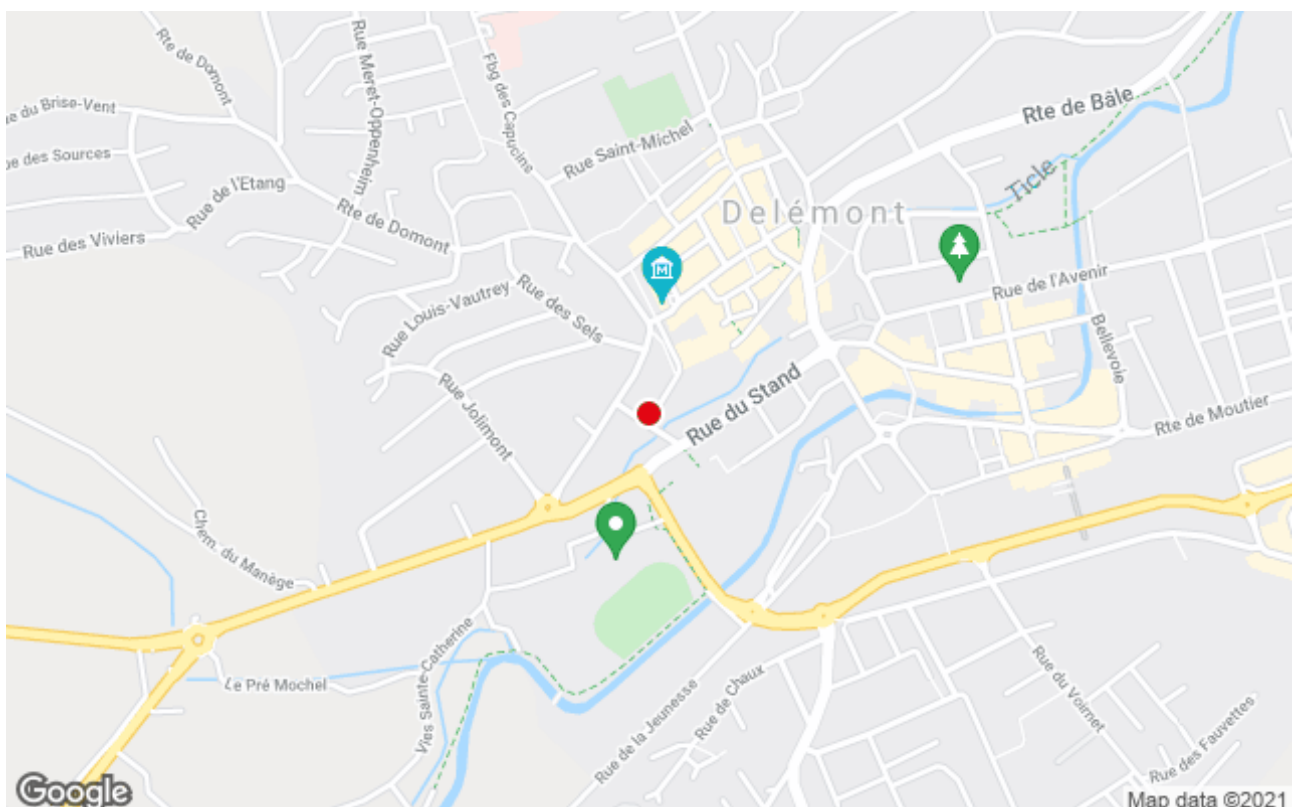 Rte de Domont
Rue Meret-Oppenheim
Fbg des Capucins
Rte de Bâle
ue du Brise-Vent
Rue Saint-Michel
e des Sources
Ticle
Rue de l'Etang
Delémont
Rte de Domont
Rue des Viviers
M
Rue de l'Avenir
Rue Louis-Vautrey
Rue des Sels
Bellevoie
Rue Jolimont
Rue du Stand
Rte de Moutier
Chem. du Manège
Vies Sainte-Catherine
Le Pré Mochel
Rue de la Jeunesse
Rue de Chaux
Rue du Voirnet
Rue des Fauvettes
Google
Map data ©2021